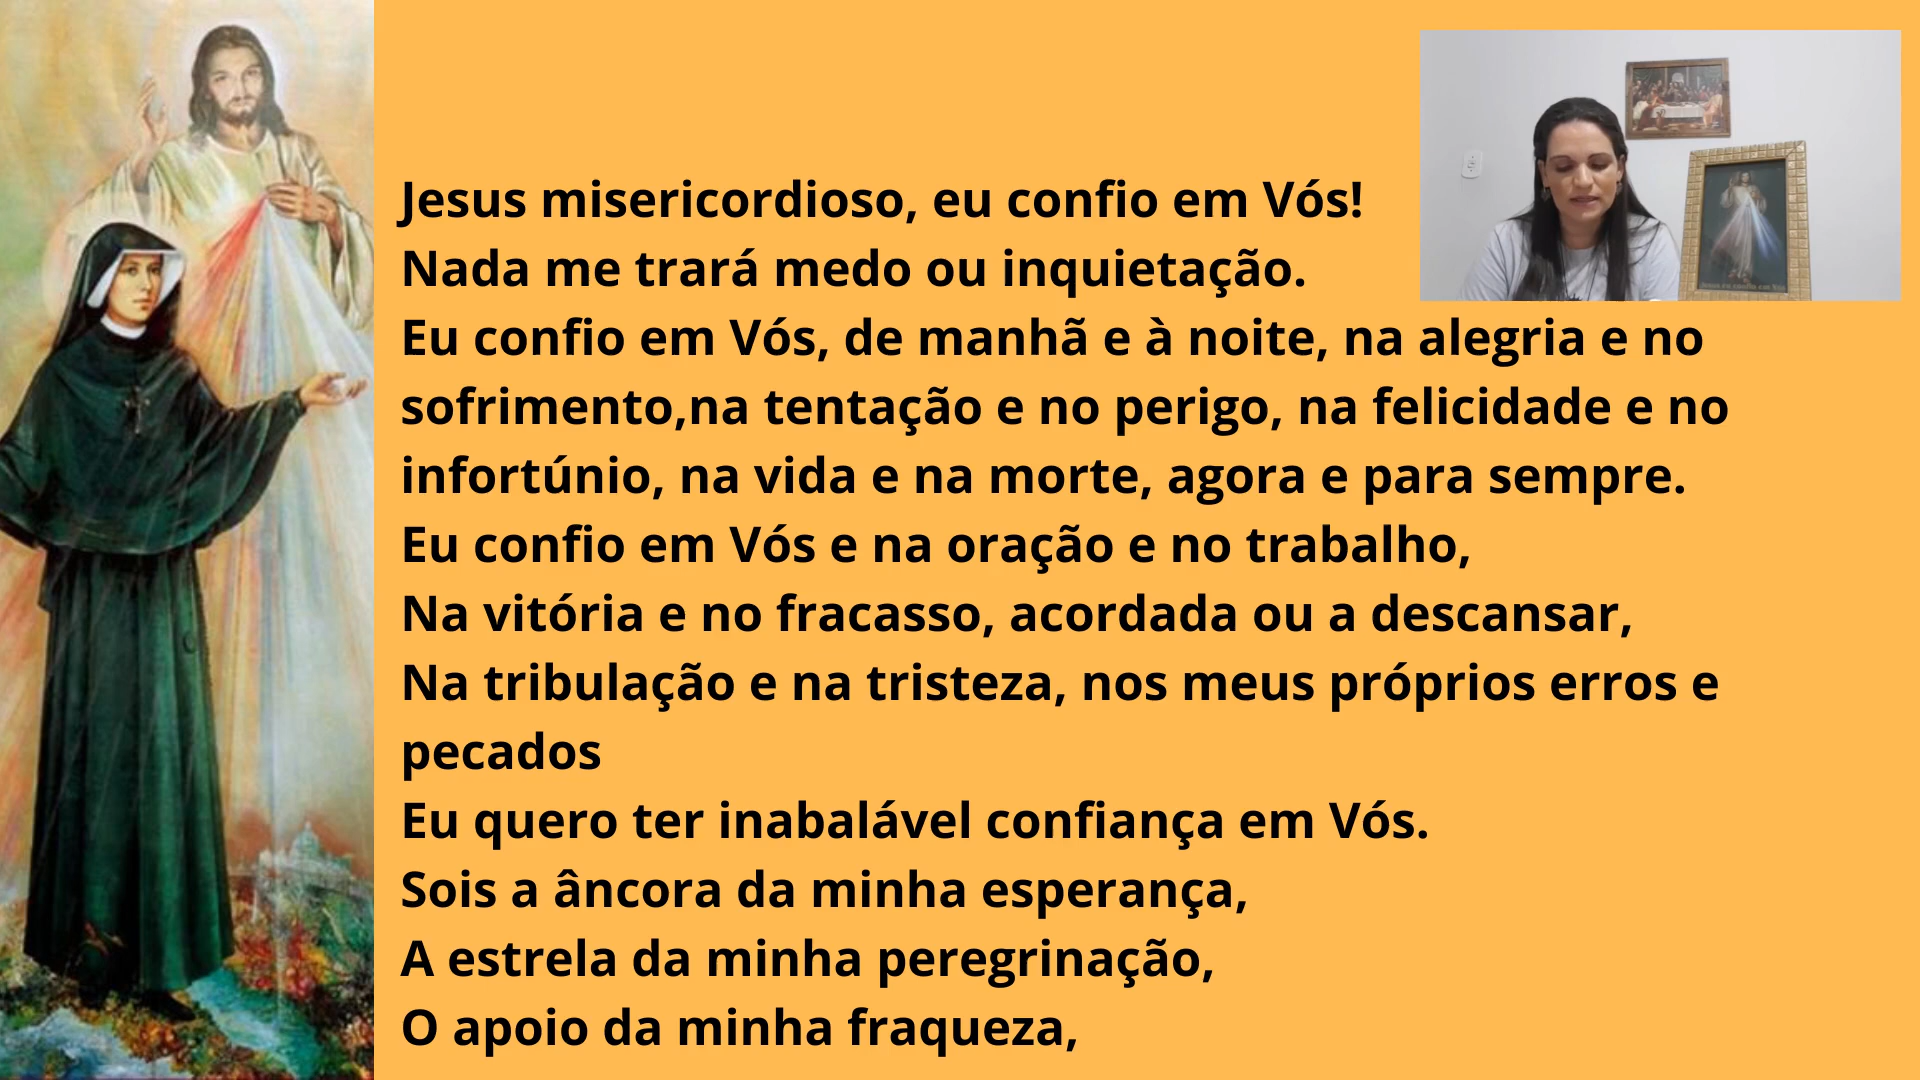 Jesus misericordioso, eu confio em Vós!
Nada me trará medo ou inquietação.
Eu confio em Vós, de manhã e à noite, na alegria e no
sofrimento,na tentação e no perigo, na felicidade e no
infortúnio, na vida e na morte, agora e para sempre.
Eu confio em Vós e na oração e no trabalho,
Na vitória e no fracasso, acordada ou a descansar,
Na tribulação e na tristeza, nos meus próprios erros e
pecados
Eu quero ter inabalável confiança em Vós.
Sois a âncora da minha esperança,
A estrela da minha peregrinação,
O apoio da minha fraqueza,